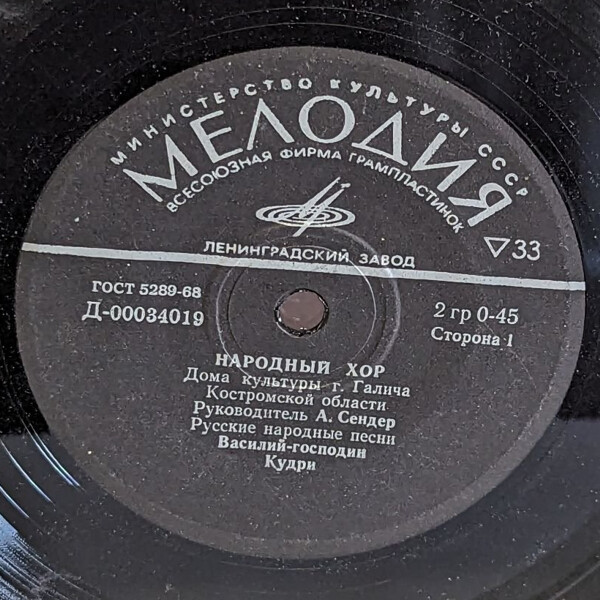 МИНИСТЕРСТВО КУЛЬТУРЫ СССР
МЕЛОДИЯ
ВСЕСОЮЗНАЯ ФИРМА ГРАМПЛАСТИНОК
ЛЕНИНГРАДСКИЙ ЗАВОД
▽33
ГОСТ 5289-68
Д-00034019
2 гр 0-45
Сторона 1
НАРОДНЫЙ ХОР
Дома культуры г. Галича
Костромской области
Руководитель А. Сендер
Русские народные песни
Василий-господин
Кудри